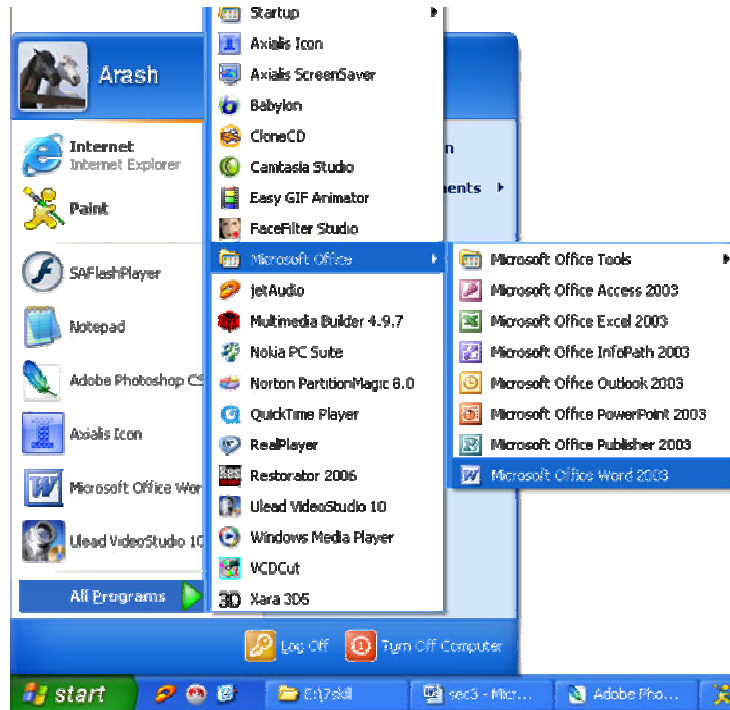 Arash
Internet
Internet Explorer
Paint
SAFlashPlayer
Notepad
Adobe Photoshop CS
Axialis Icon
Microsoft Office Wor
Ulead VideoStudio 10
All Programs
Startup
Axialis Icon
Axialis ScreenSaver
Babylon
CloneCD
Camtasia Studio
Easy GIF Animator
FaceFilter Studio
Microsoft Office
jetAudio
Multimedia Builder 4.9.7
Nokia PC Suite
Norton PartitionMagic 8.0
QuickTime Player
RealPlayer
Restorator 2006
Ulead VideoStudio 10
Windows Media Player
VCDCut
3D Xara 3D5
n
ments
Microsoft Office Tools
Microsoft Office Access 2003
Microsoft Office Excel 2003
Microsoft Office InfoPath 2003
Microsoft Office Outlook 2003
Microsoft Office PowerPoint 2003
Microsoft Office Publisher 2003
Microsoft Office Word 2003
Log Off Turn Off Computer
start E:\7skil sec3 - Micr... Adobe Pho...